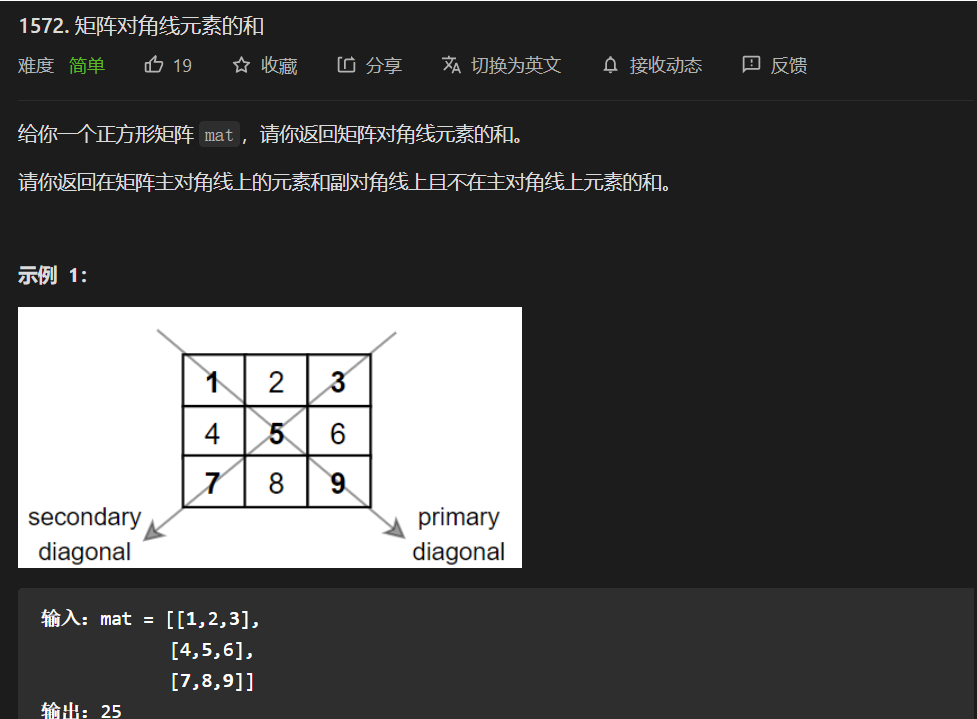 1572. 矩阵对角线元素的和
难度 简单 19 收藏 分享 切换为英文 接收动态 反馈
给你一个正方形矩阵 mat，请你返回矩阵对角线元素的和。
请你返回在矩阵主对角线上的元素和副对角线上且不在主对角线上元素的和。
示例 1：
1 2 3
4 5 6
7 8 9
secondary diagonal
primary diagonal
输入：mat = [[1,2,3],
[4,5,6],
[7,8,9]]
输出：25